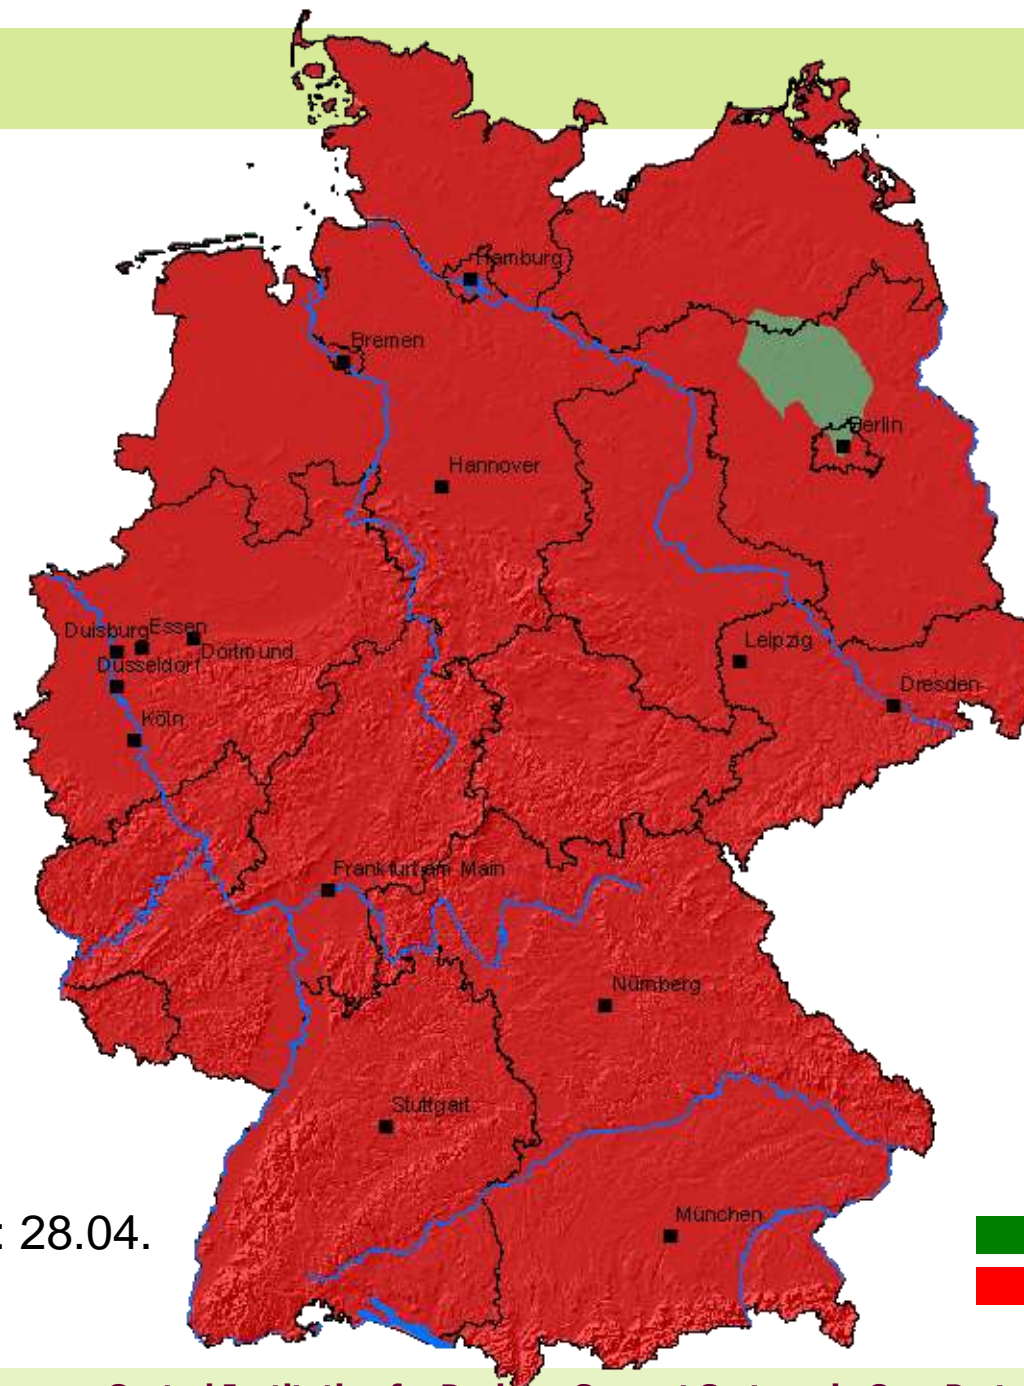 Hamburg
Bremen
Berlin
Hannover
Duisburg
Essen
Dortmund
Düsseldorf
Leipzig
Dresden
Köln
Frankfurt am Main
Nürnberg
Stuttgart
München
: 28.04.